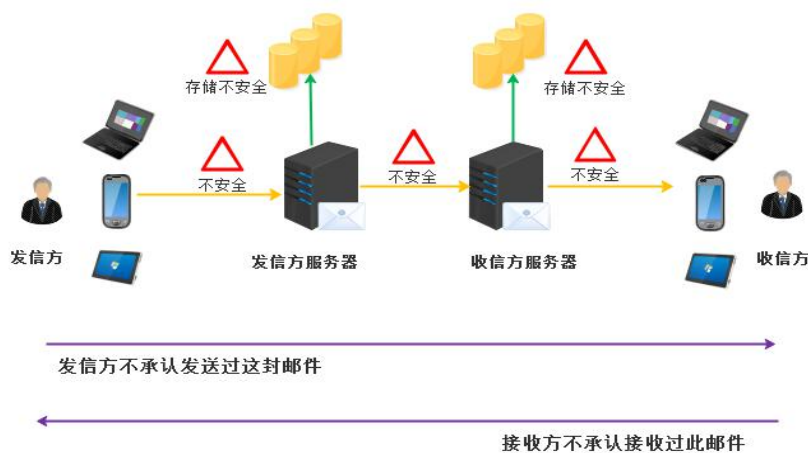 存储不安全
存储不安全
不安全
不安全
不安全
发信方
发信方服务器
收信方服务器
收信方
发信方不承认发送过这封邮件
接收方不承认接收过此邮件